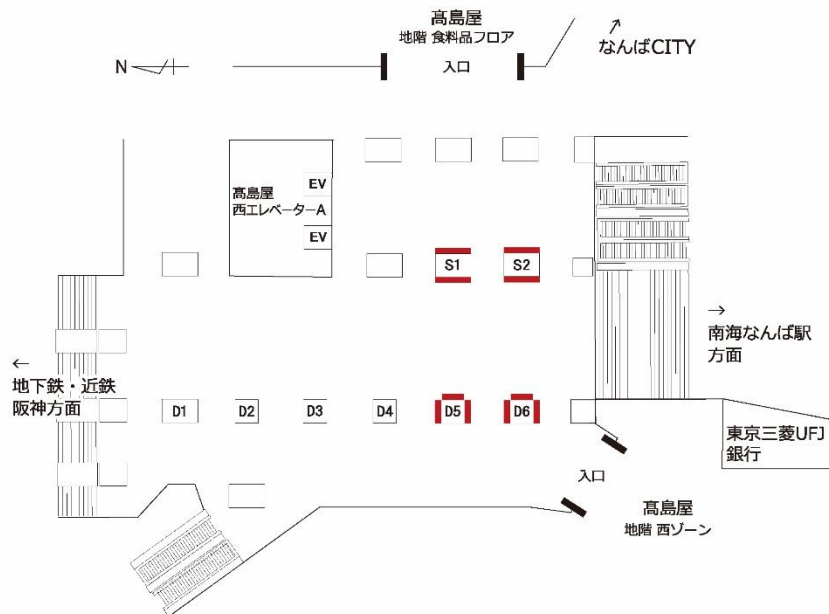 髙島屋
地階 食料品フロア
入口
↗
なんばCITY
N
髙島屋
西エレベーターA
EV
EV
S1
S2
→
南海なんば駅
方面
←
地下鉄・近鉄
阪神方面
D1
D2
D3
D4
D5
D6
東京三菱UFJ
銀行
入口
髙島屋
地階 西ゾーン